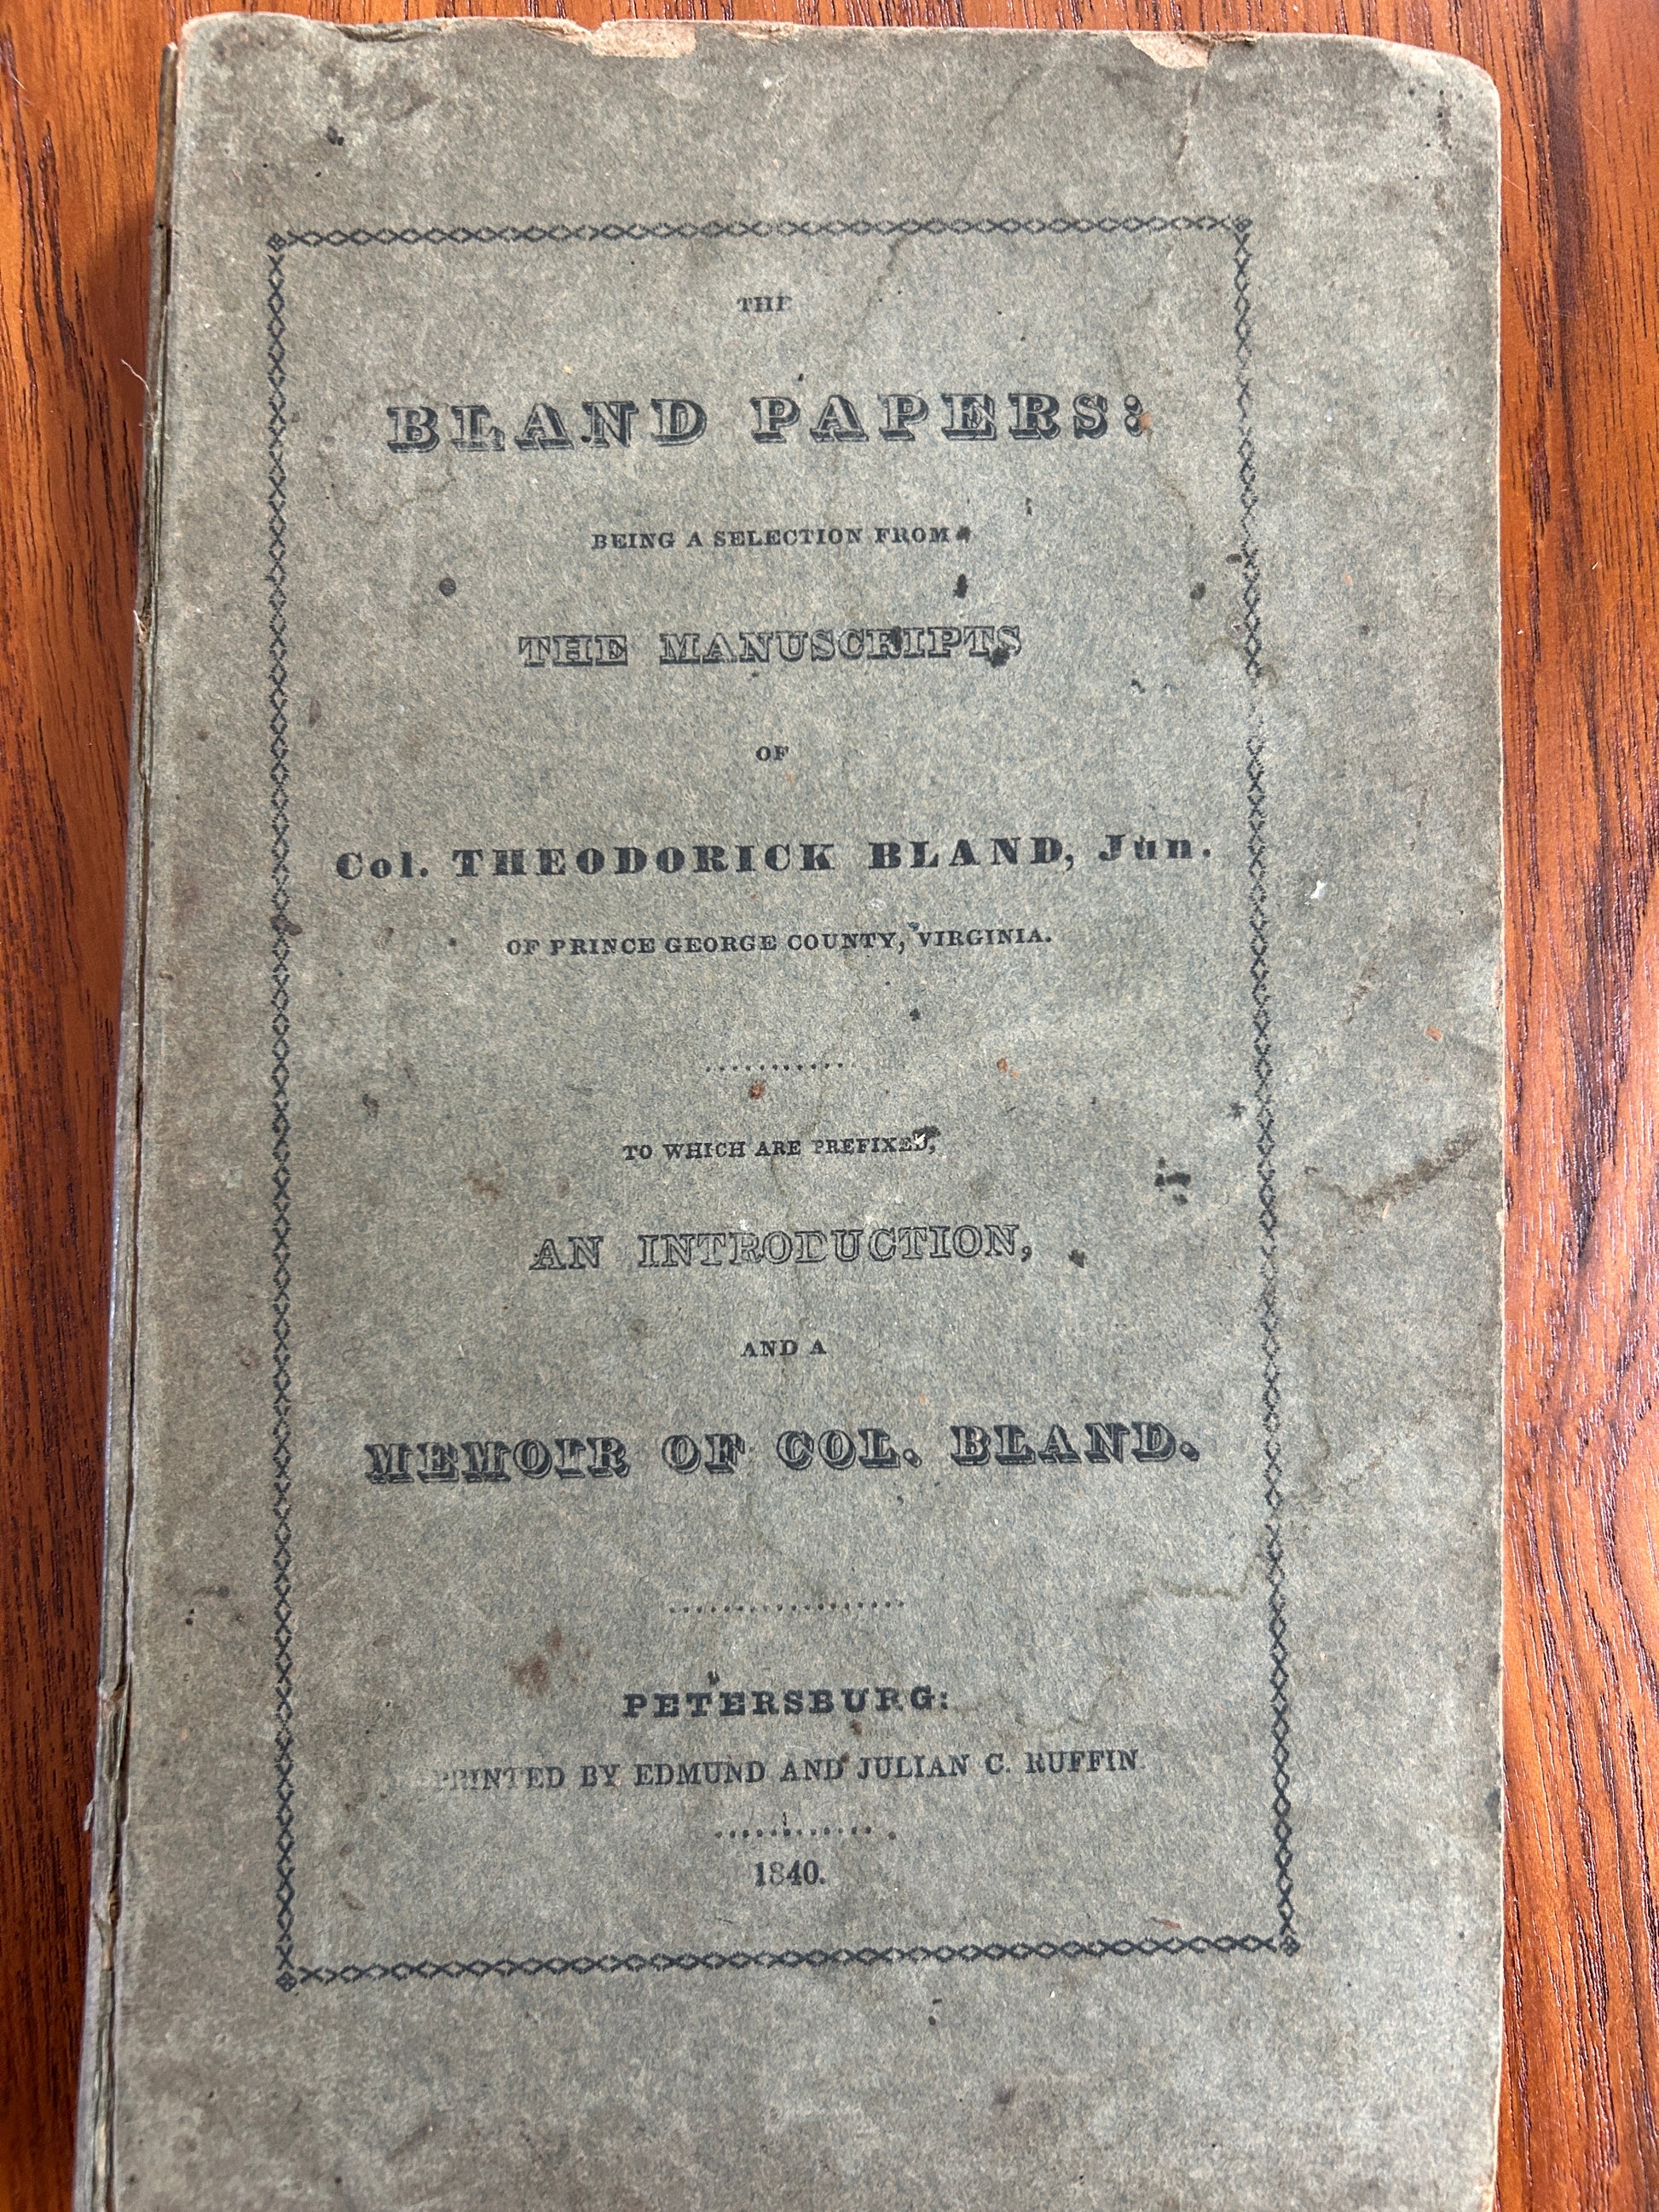 THE
BLAND PAPERS:
BEING A SELECTION FROM
THE MANUSCRIPTS
OF
Col. THEODORICK BLAND, Jun.
OF PRINCE GEORGE COUNTY, VIRGINIA.
TO WHICH ARE PREFIXED,
AN INTRODUCTION,
AND A
MEMOIR OF COL. BLAND.
PETERSBURG:
PRINTED BY EDMUND AND JULIAN C. RUFFIN.
1840.